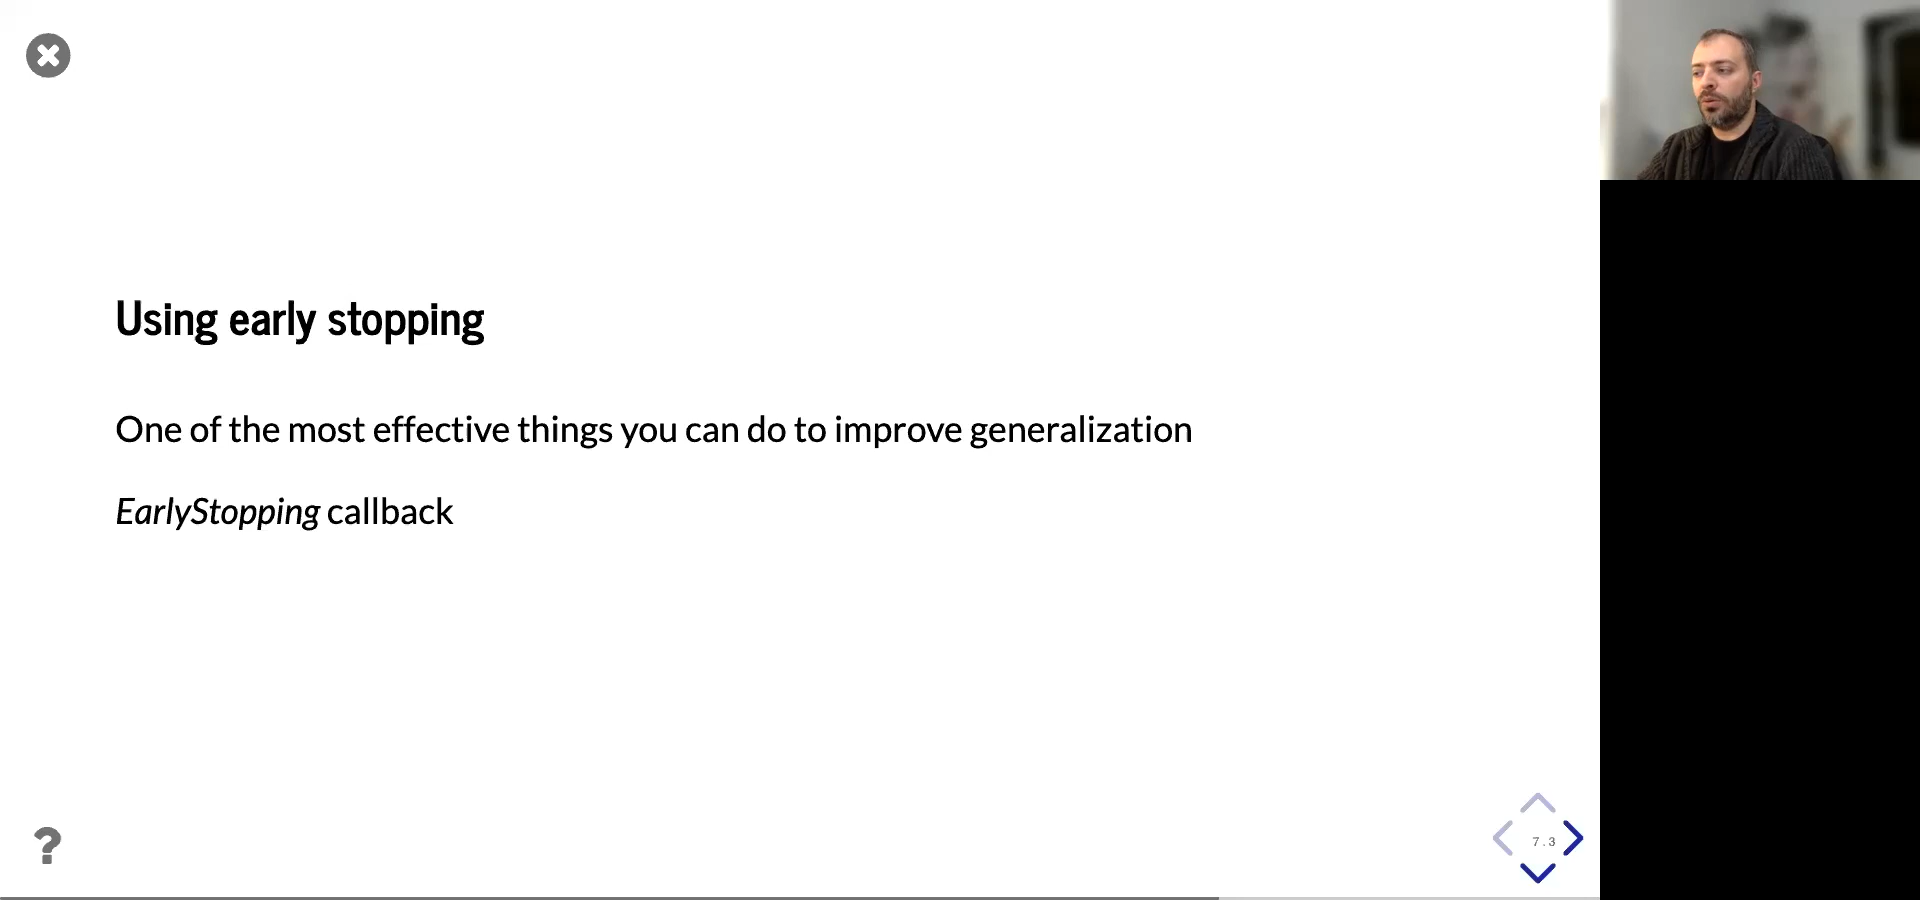 Using early stopping
One of the most effective things you can do to improve generalization
EarlyStopping callback
?
7.3